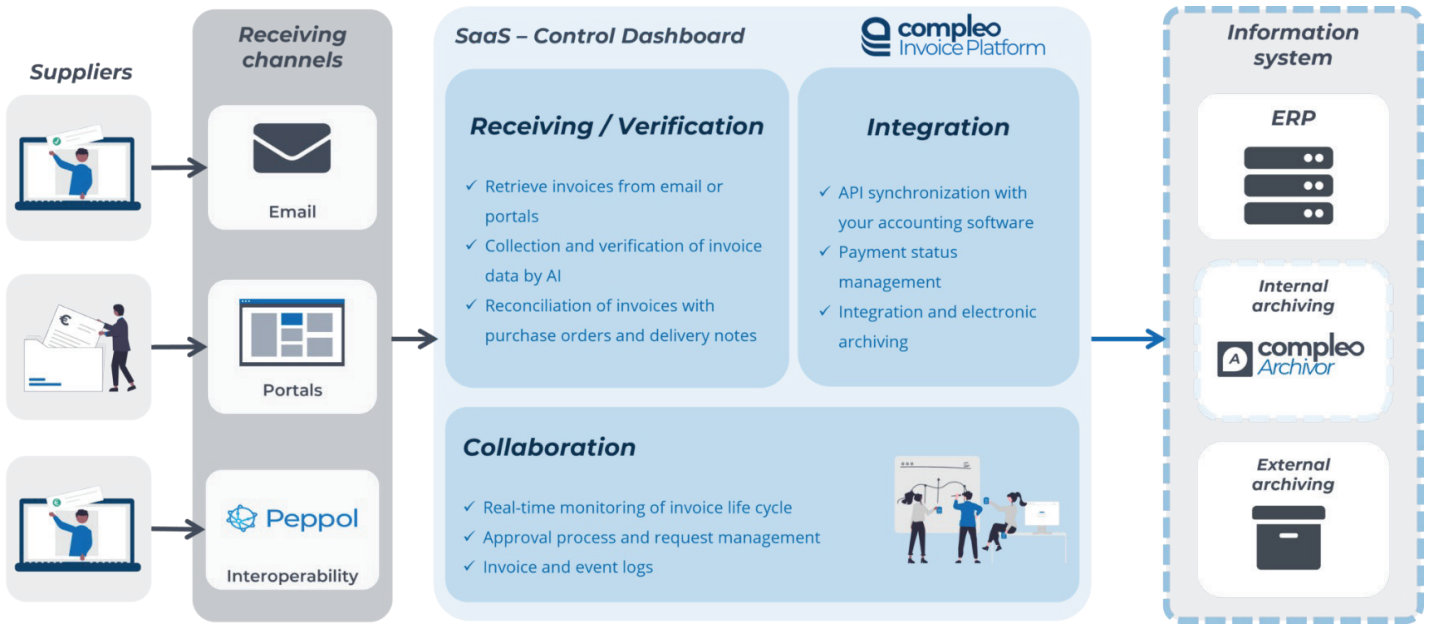 Suppliers
Receiving
channels
Email
Portals
Peppol
Interoperability
SaaS – Control Dashboard
compleo
Invoice Platform
Receiving / Verification
✓ Retrieve invoices from email or
portals
✓ Collection and verification of invoice
data by AI
✓ Reconciliation of invoices with
purchase orders and delivery notes
Integration
✓ API synchronization with
your accounting software
✓ Payment status
management
✓ Integration and electronic
archiving
Collaboration
✓ Real-time monitoring of invoice life cycle
✓ Approval process and request management
✓ Invoice and event logs
Information
system
ERP
Internal
archiving
A
compleo
Archivor
External
archiving